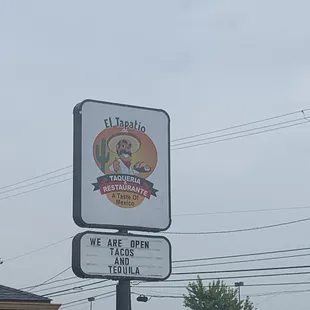 El Tapatio
TAQUERIA
RESTAURANTE
A Taste Of
Mexico
WE ARE OPEN
TACOS
AND
TEQUILA